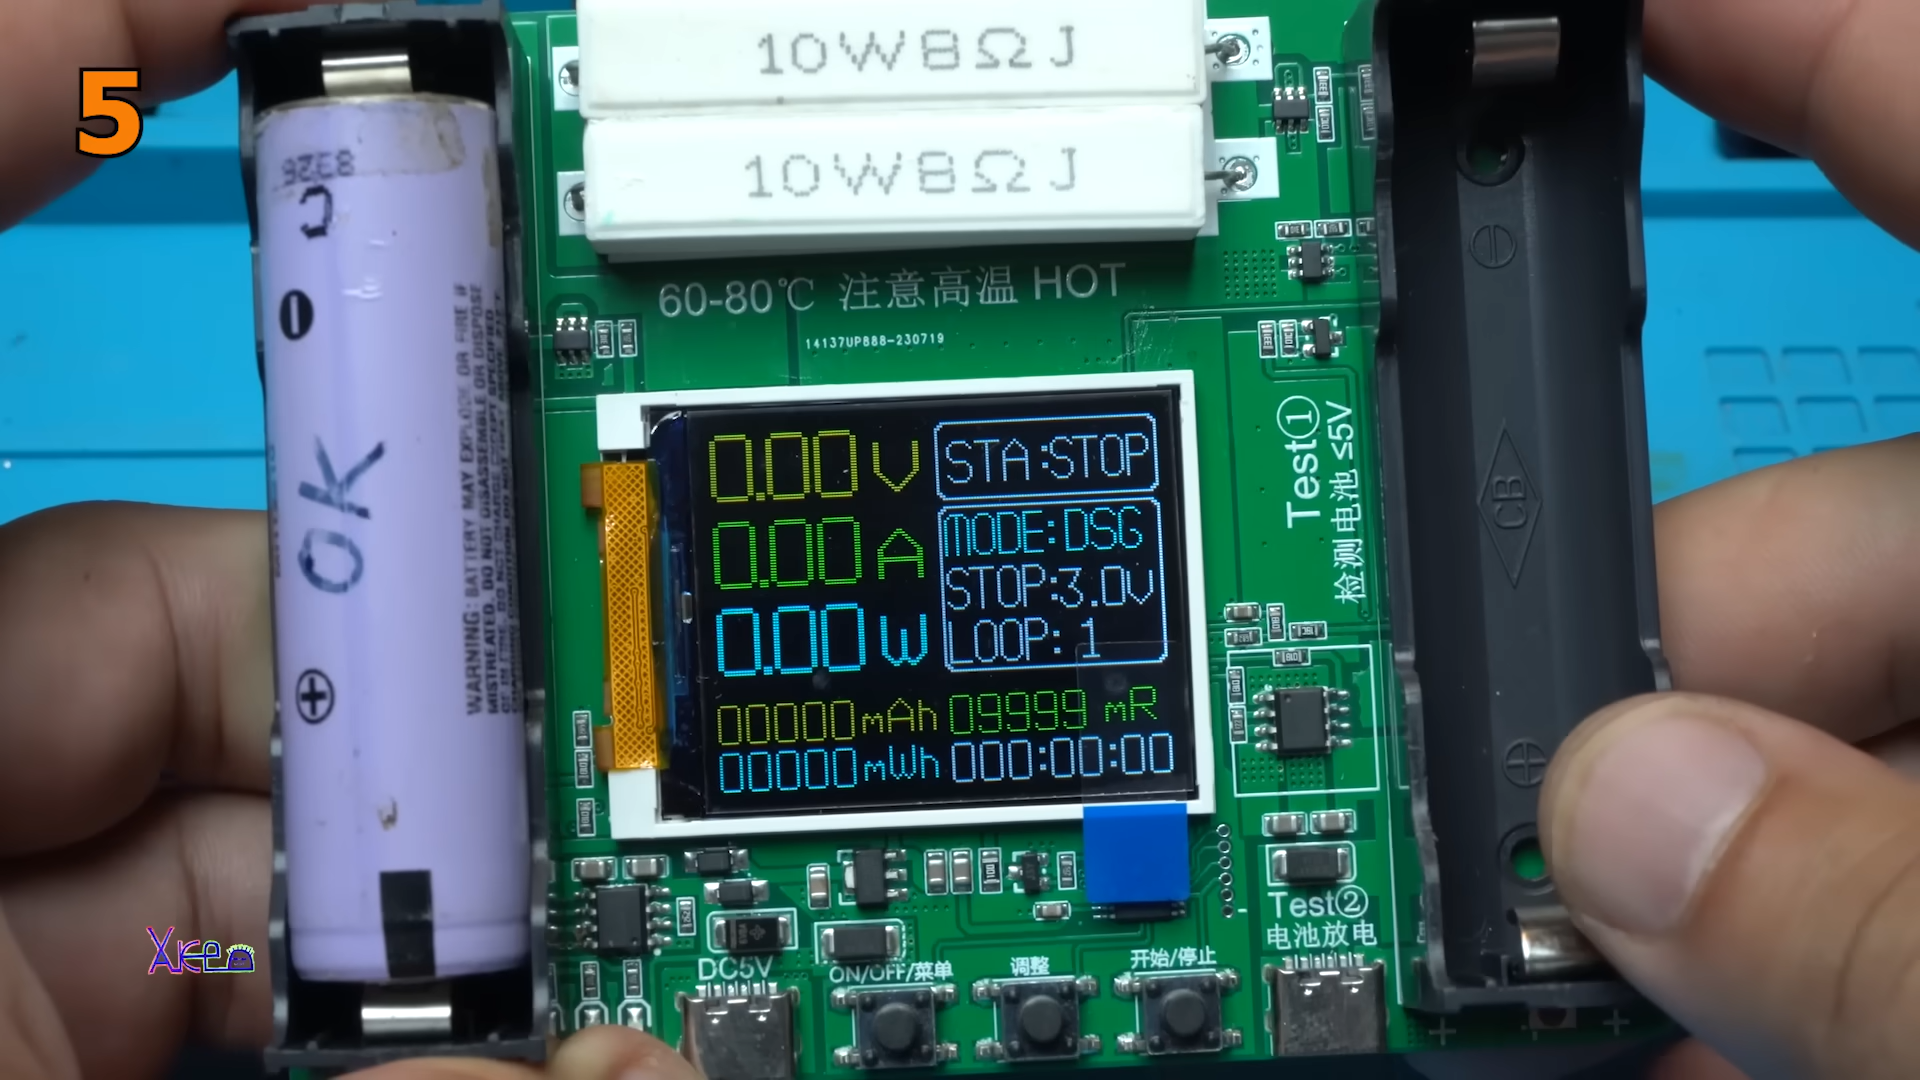 5
10W8ΩJ
10W8ΩJ
60-80℃ 注意高温 HOT
14137UP888-230719
0.00V
0.00A
0.00W
STA:STOP
MODE:DSG
STOP:3.0V
LOOP: 1
00000mAh 09999 mR
00000mWh 000:00:00
Test①
检测电池 ≤5V
Test②
电池放电
DC5V
ON/OFF/菜单
调整
开始/停止
OK
WARNING: BATTERY MAY EXPLODE OR FIRE IF
MISTREATED. DO NOT DISASSEMBLE OR DISPOSE
CB
Xkeo